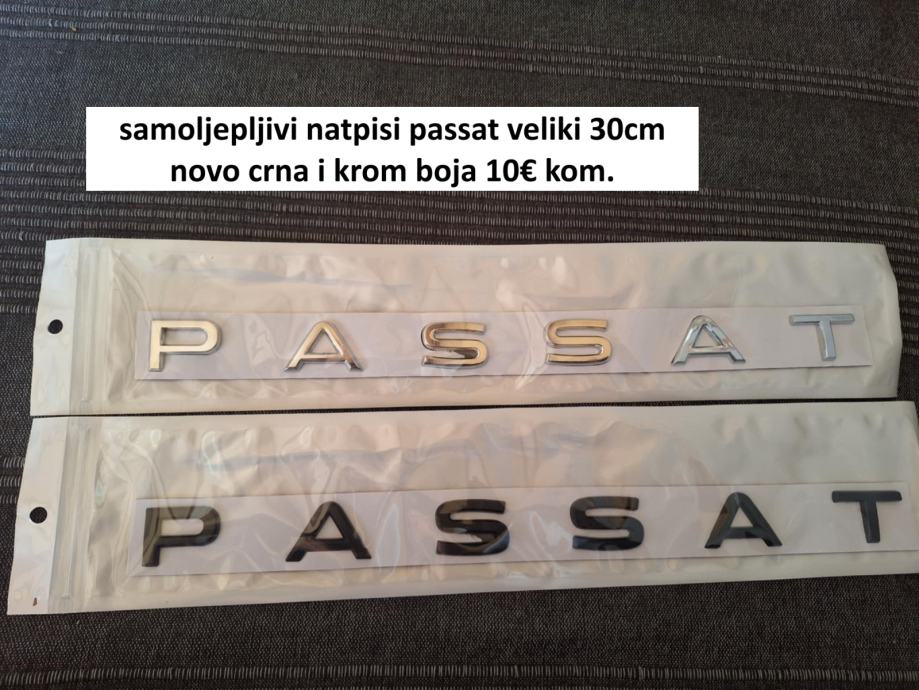 samoljepljivi natpisi passat veliki 30cm
novo crna i krom boja 10€ kom.
PASSAT
PASSAT